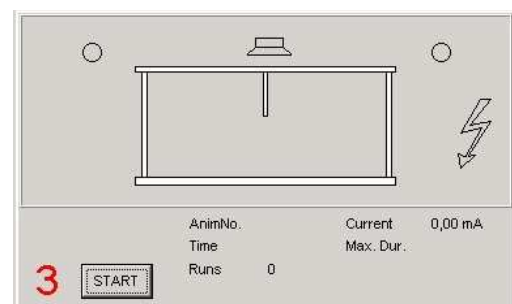 AnimNo. Current 0,00 mA
Time Max. Dur.
Runs 0
3 START